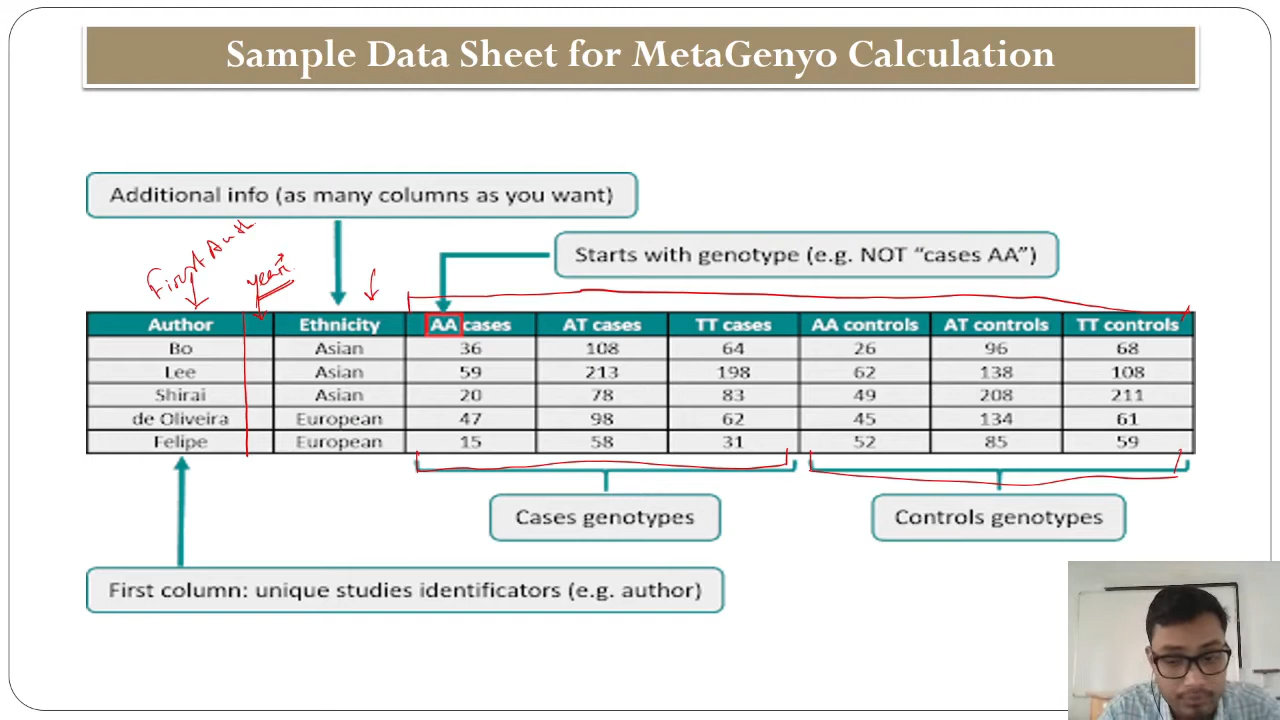 Sample Data Sheet for MetaGenyo Calculation
Additional info (as many columns as you want)
Starts with genotype (e.g. NOT “cases AA”)
First Auth
year
Author Ethnicity AA cases AT cases TT cases AA controls AT controls TT controls
Bo Asian 36 108 64 26 96 68
Lee Asian 59 213 198 62 138 108
Shirai Asian 20 78 83 49 208 211
de Oliveira European 47 98 62 45 134 61
Felipe European 15 58 31 52 85 59
Cases genotypes Controls genotypes
First column: unique studies identificators (e.g. author)